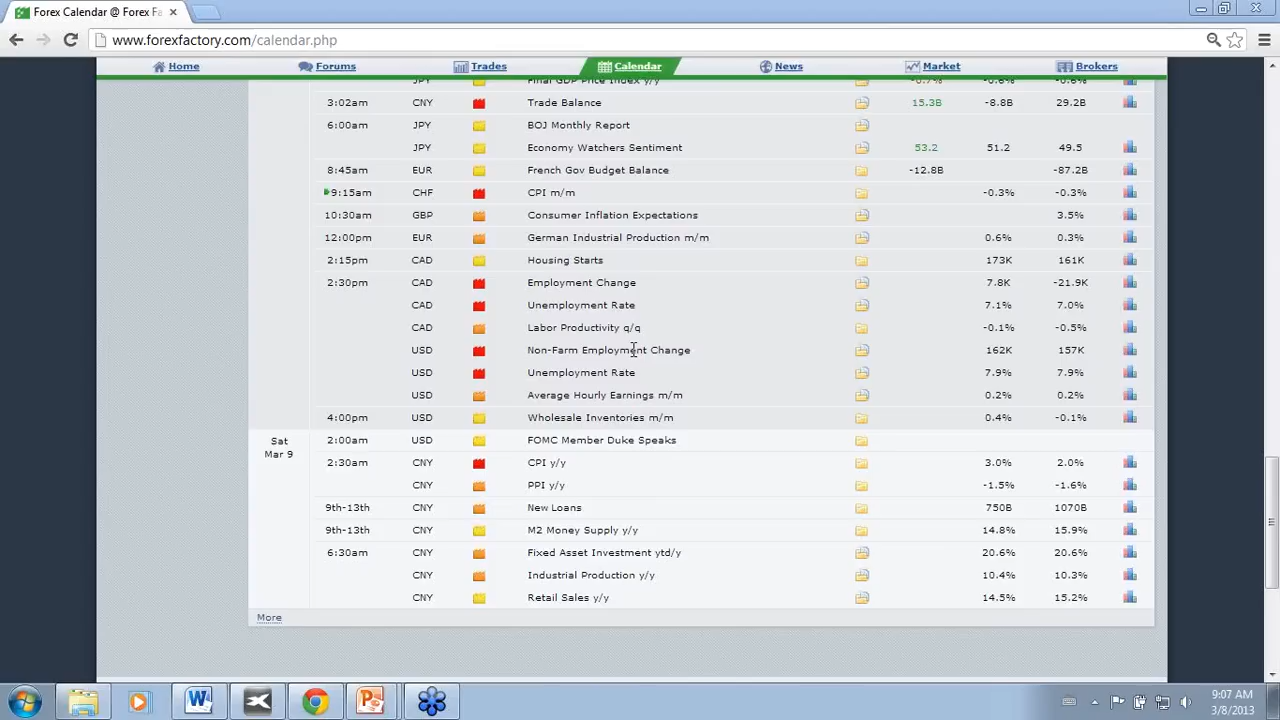 Forex Calendar @ Forex Fa
www.forexfactory.com/calendar.php
Home Forums Trades Calendar News Market Brokers
JPY Final GDP Price Index y/y -0.7% -0.6% -0.6%
3:02am CNY Trade Balance 15.3B -8.8B 29.2B
6:00am JPY BOJ Monthly Report
JPY Economy Watchers Sentiment 53.2 51.2 49.5
8:45am EUR French Gov Budget Balance -12.8B -87.2B
9:15am CHF CPI m/m -0.3% -0.3%
10:30am GBP Consumer Inflation Expectations 3.5%
12:00pm EUR German Industrial Production m/m 0.6% 0.3%
2:15pm CAD Housing Starts 173K 161K
2:30pm CAD Employment Change 7.8K -21.9K
CAD Unemployment Rate 7.1% 7.0%
CAD Labor Productivity q/q -0.1% -0.5%
USD Non-Farm Employment Change 162K 157K
USD Unemployment Rate 7.9% 7.9%
USD Average Hourly Earnings m/m 0.2% 0.2%
4:00pm USD Wholesale Inventories m/m 0.4% -0.1%
Sat Mar 9 2:00am USD FOMC Member Duke Speaks
2:30am CNY CPI y/y 3.0% 2.0%
CNY PPI y/y -1.5% -1.6%
9th-13th CNY New Loans 750B 1070B
9th-13th CNY M2 Money Supply y/y 14.8% 15.9%
6:30am CNY Fixed Asset Investment ytd/y 20.6% 20.6%
CNY Industrial Production y/y 10.4% 10.3%
CNY Retail Sales y/y 14.5% 15.2%
More
9:07 AM
3/8/2013